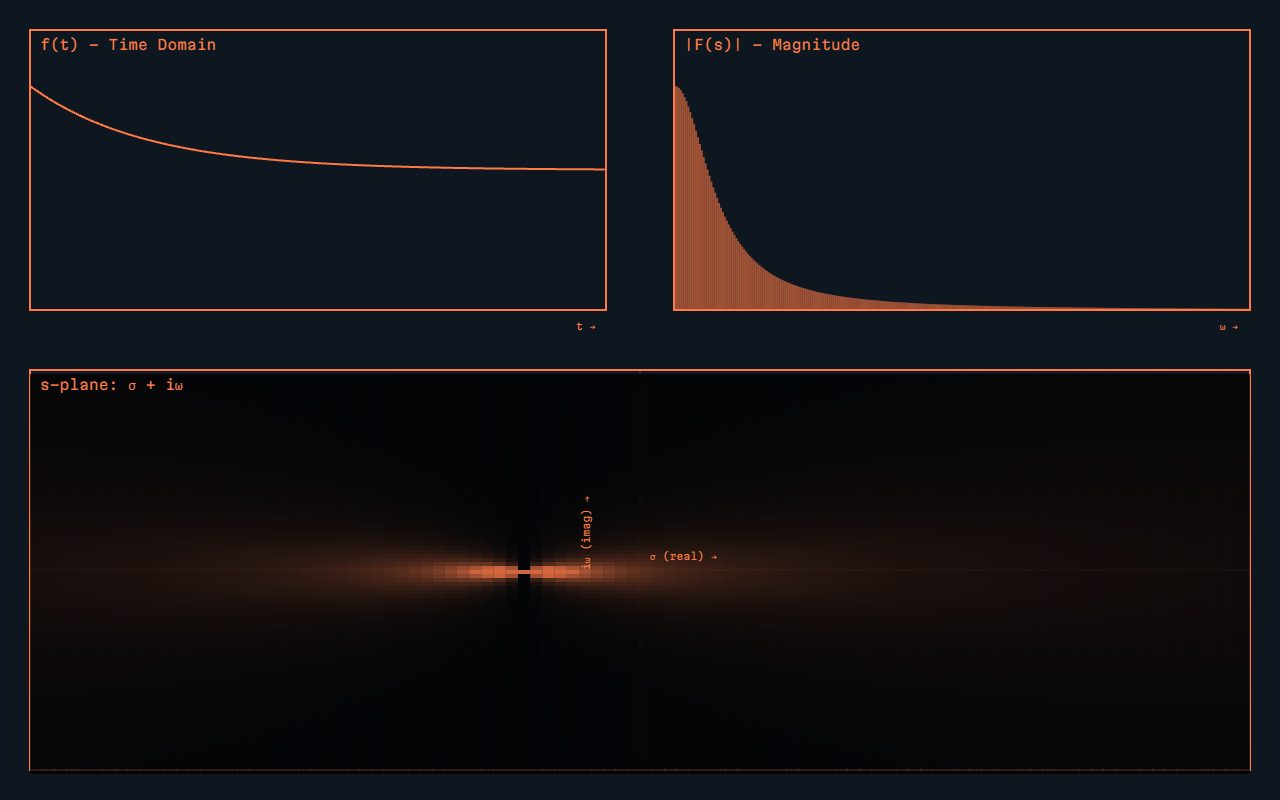 f(t) – Time Domain
|F(s)| – Magnitude
t →
ω →
s–plane: σ + iω
iω (imag) →
σ (real) →